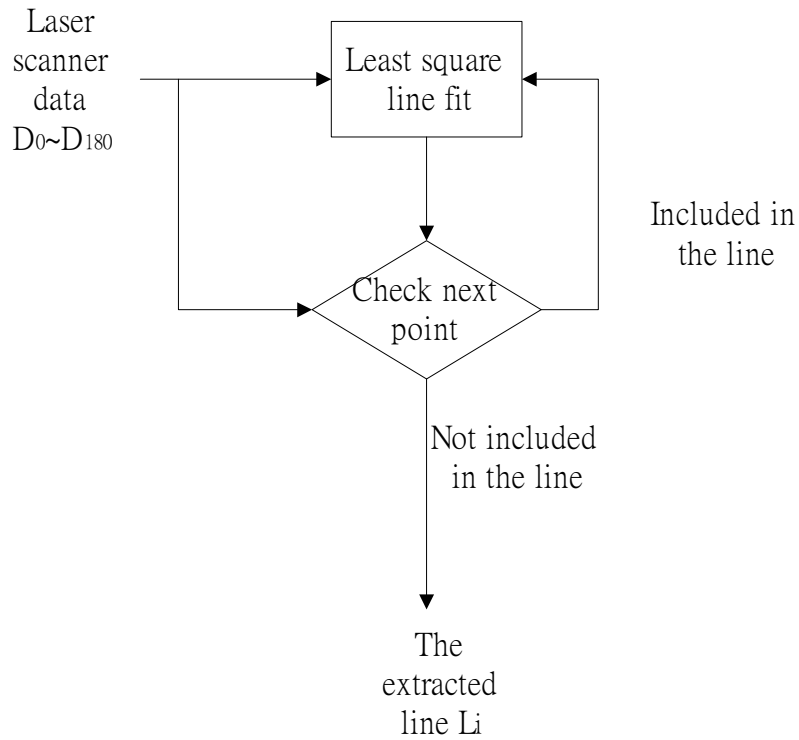 Laser
scanner
data
D0~D180
Least square
line fit
Included in
the line
Check next
point
Not included
in the line
The
extracted
line Li